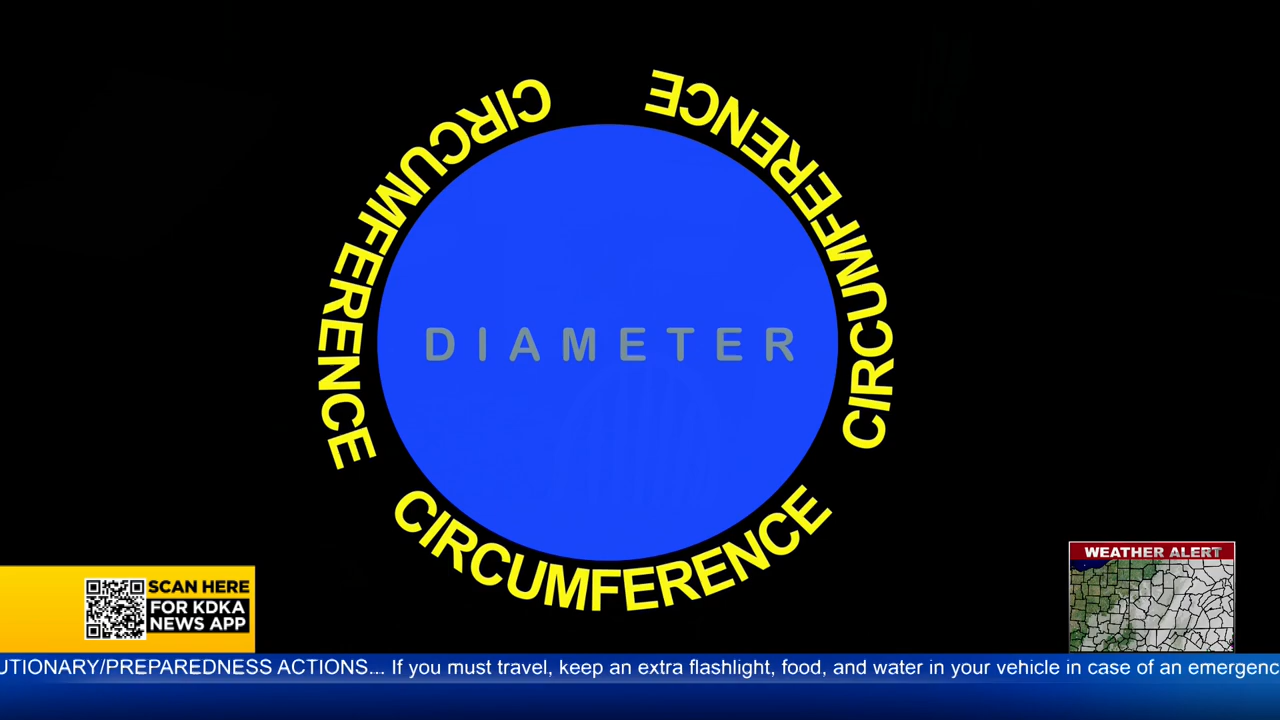 CIRCUMFERENCE
CIRCUMFERENCE
DIAMETER
CIRCUMFERENCE
WEATHER ALERT
SCAN HERE
FOR KDKA
NEWS APP
UTIONARY/PREPAREDNESS ACTIONS... If you must travel, keep an extra flashlight, food, and water in your vehicle in case of an emergenc